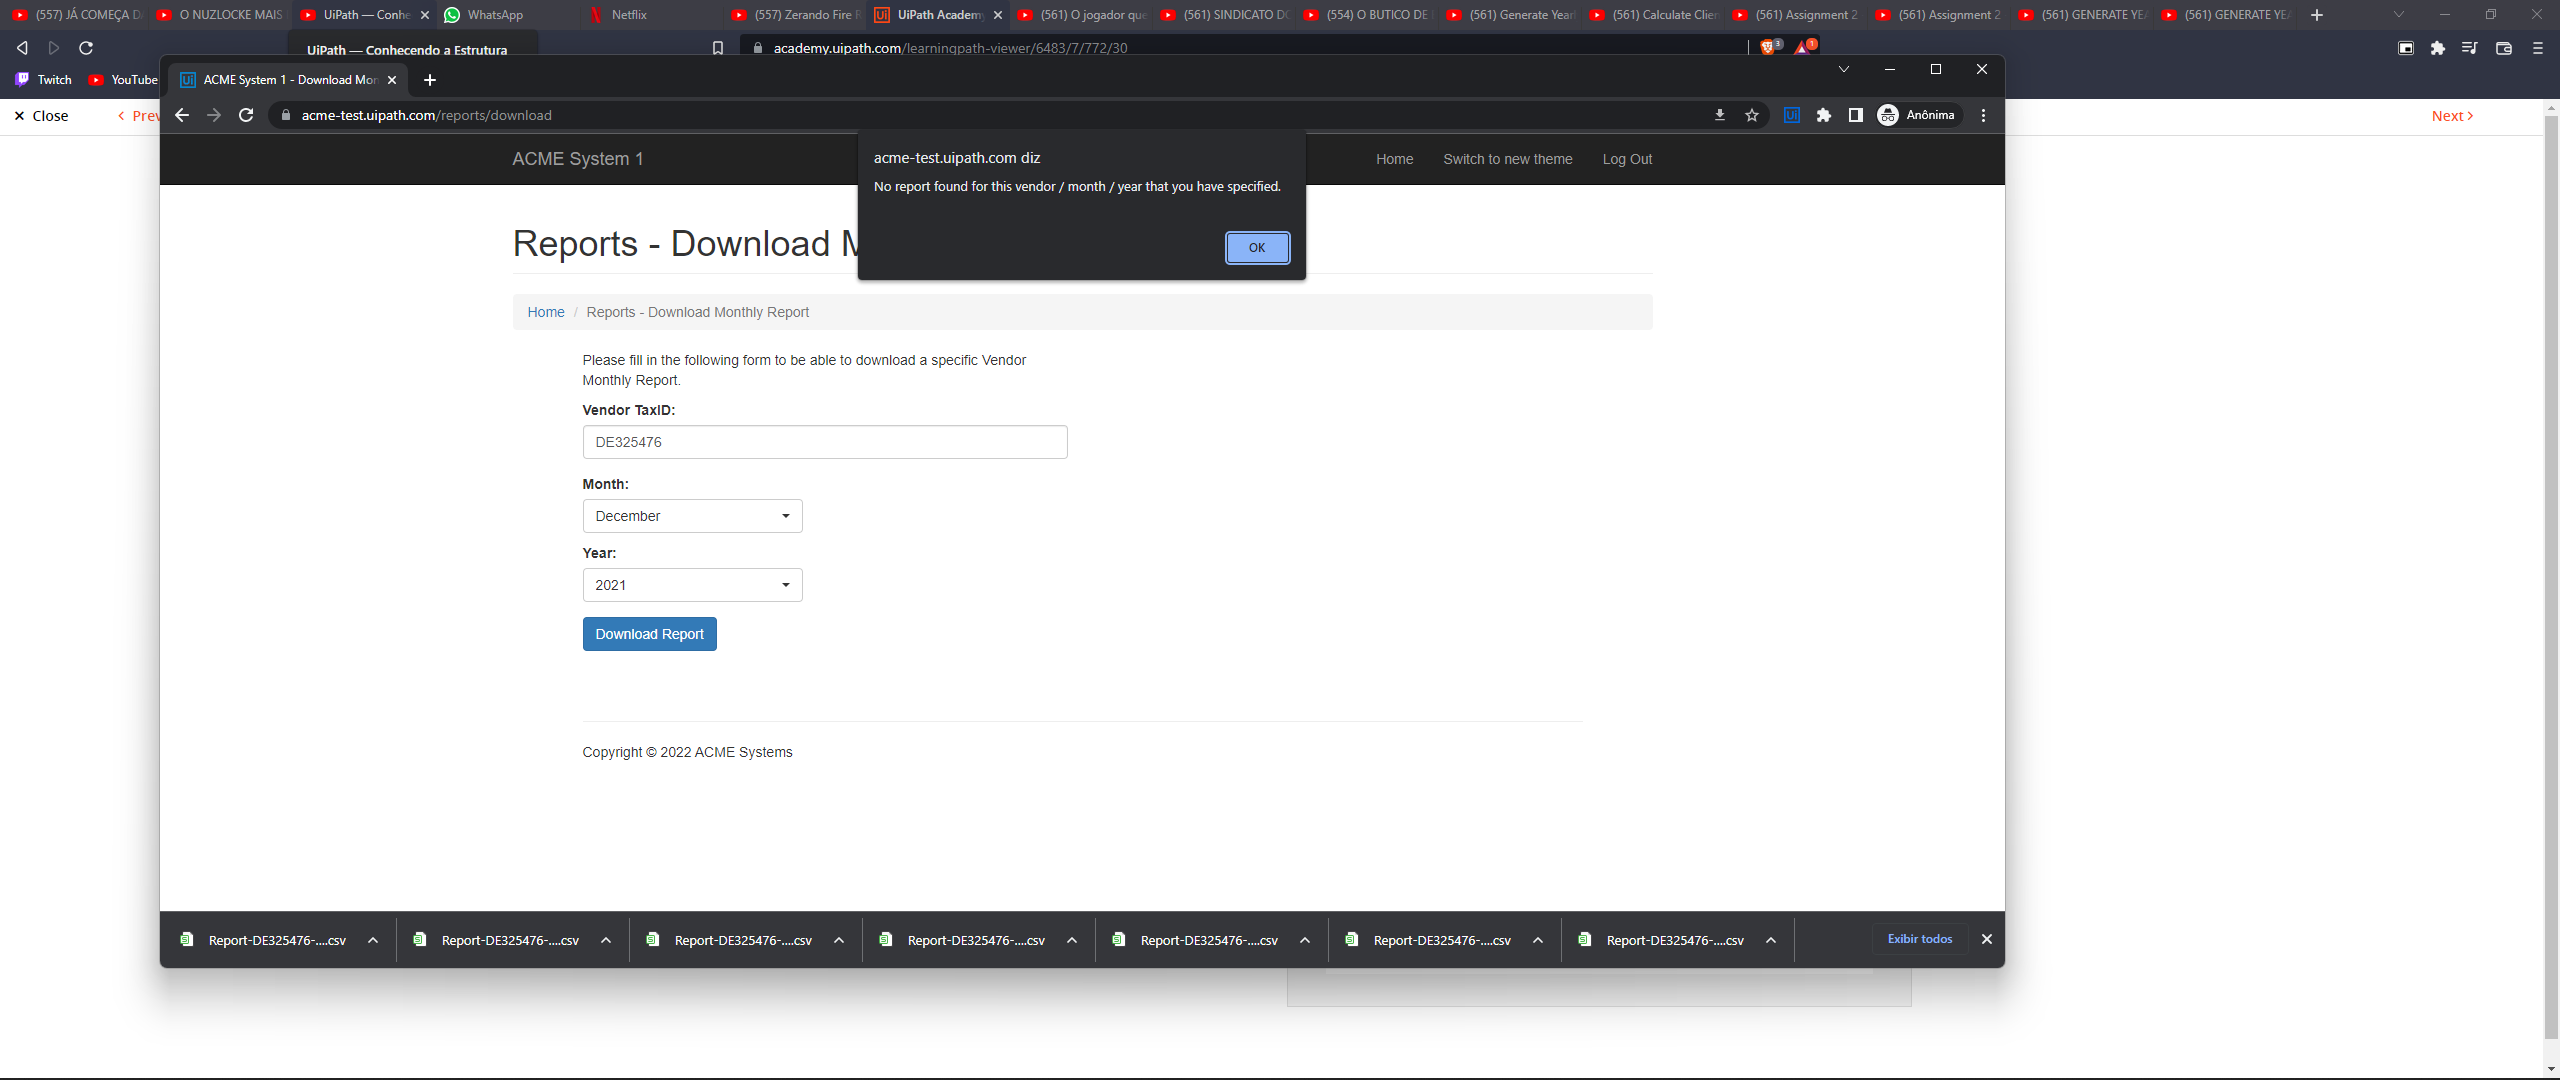 (557) JÁ COMEÇA D
O NUZLOCKE MAIS
UiPath — Conhe
WhatsApp
Netflix
(557) Zerando Fire R
UiPath Academy
(561) O jogador que
(561) SINDICATO DO
(554) O BUTICO DE
(561) Generate Yearl
(561) Calculate Clien
(561) Assignment 2
(561) Assignment 2
(561) GENERATE YEA
(561) GENERATE YEA
UiPath — Conhecendo a Estrutura
academy.uipath.com/learningpath-viewer/6483/7/772/30
3
1
Twitch
YouTube
ACME System 1 - Download Mon
Close
Prev
Next
acme-test.uipath.com/reports/download
Anônima
ACME System 1
Home
Switch to new theme
Log Out
acme-test.uipath.com diz
No report found for this vendor / month / year that you have specified.
OK
Reports - Download M
Home / Reports - Download Monthly Report
Please fill in the following form to be able to download a specific Vendor
Monthly Report.
Vendor TaxID:
DE325476
Month:
December
Year:
2021
Download Report
Copyright © 2022 ACME Systems
Report-DE325476-....csv
Report-DE325476-....csv
Report-DE325476-....csv
Report-DE325476-....csv
Report-DE325476-....csv
Report-DE325476-....csv
Report-DE325476-....csv
Exibir todos